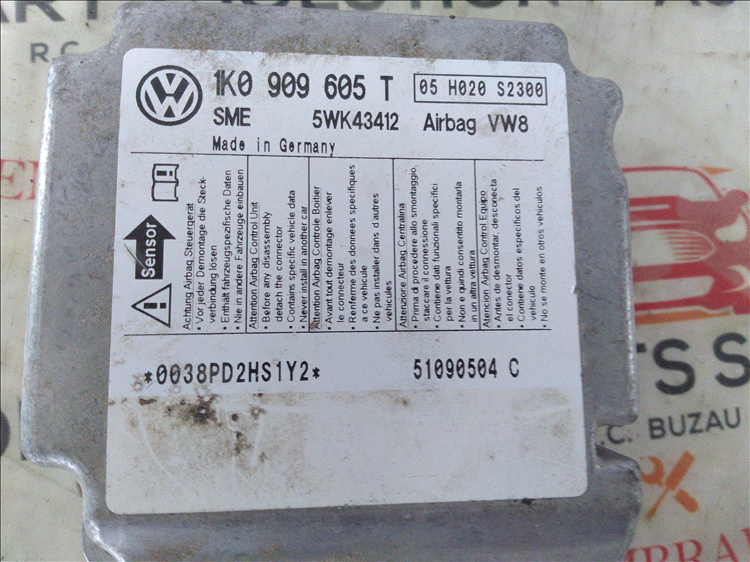 VW
1K0 909 605 T
05 H020 S2300
SME
5WK43412
Airbag VW8
Made in Germany
Sensor
Achtung Airbag Steuergerät
• Vor jeder Demontage die Steck-
verbindung lösen
• Enthält fahrzeugspezifische Daten
• Nie in andere Fahrzeuge einbauen
Attention Airbag Control Unit
• Before any disassembly
detach the connector
• Contains specific vehicle data
• Never install in another car
Attention Airbag Controle Boitier
• Avant tout demontage enlever
le connecteur
• Renferme des donnees specifiques
a ce vehicule
• Ne pas installer dans d'autres
vehicules
Attenzione Airbag Centralina
• Prima di procedere allo smontaggio
staccare il connessione
• Contiene dati funzionali specifici
per vettura
• Non e quindi consentito montarla
in un altra vettura
Atencion Airbag Control Equipo
• Antes de desmontar, desconecta
el conector
• Contiene datos especificos del
vehiculo
• No se monte en otros vehiculos
*0038PD2HS1Y2*
51090504 C
R.C.
TS S
.C. BUZAU